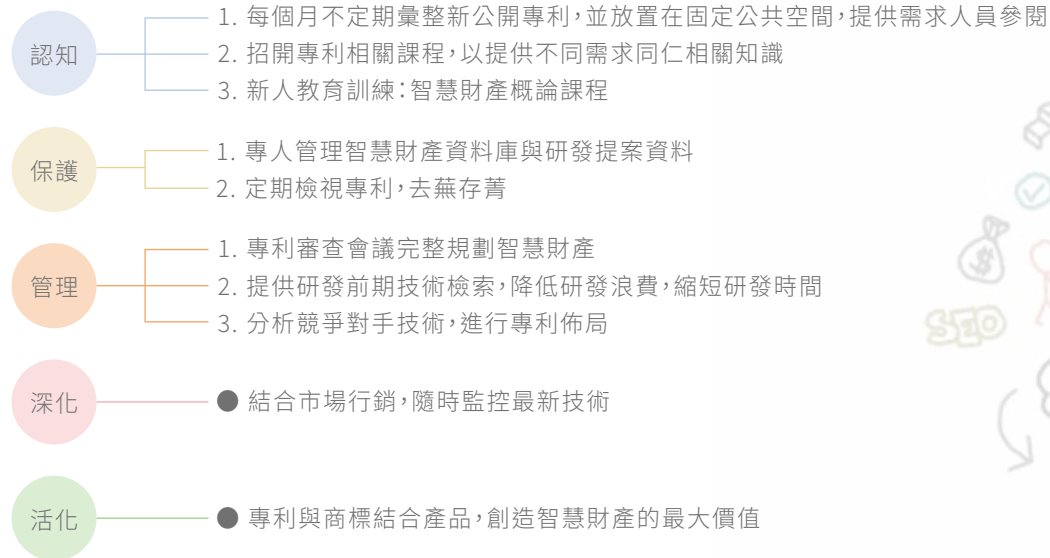 認知
1. 每個月不定期彙整新公開專利，並放置在固定公共空間，提供需求人員參閱
2. 招開專利相關課程，以提供不同需求同仁相關知識
3. 新人教育訓練：智慧財產概論課程
保護
1. 專人管理智慧財產資料庫與研發提案資料
2. 定期檢視專利，去蕪存菁
管理
1. 專利審查會議完整規劃智慧財產
2. 提供研發前期技術檢索，降低研發浪費，縮短研發時間
3. 分析競爭對手技術，進行專利佈局
深化
● 結合市場行銷，隨時監控最新技術
活化
● 專利與商標結合產品，創造智慧財產的最大價值
$
SEO